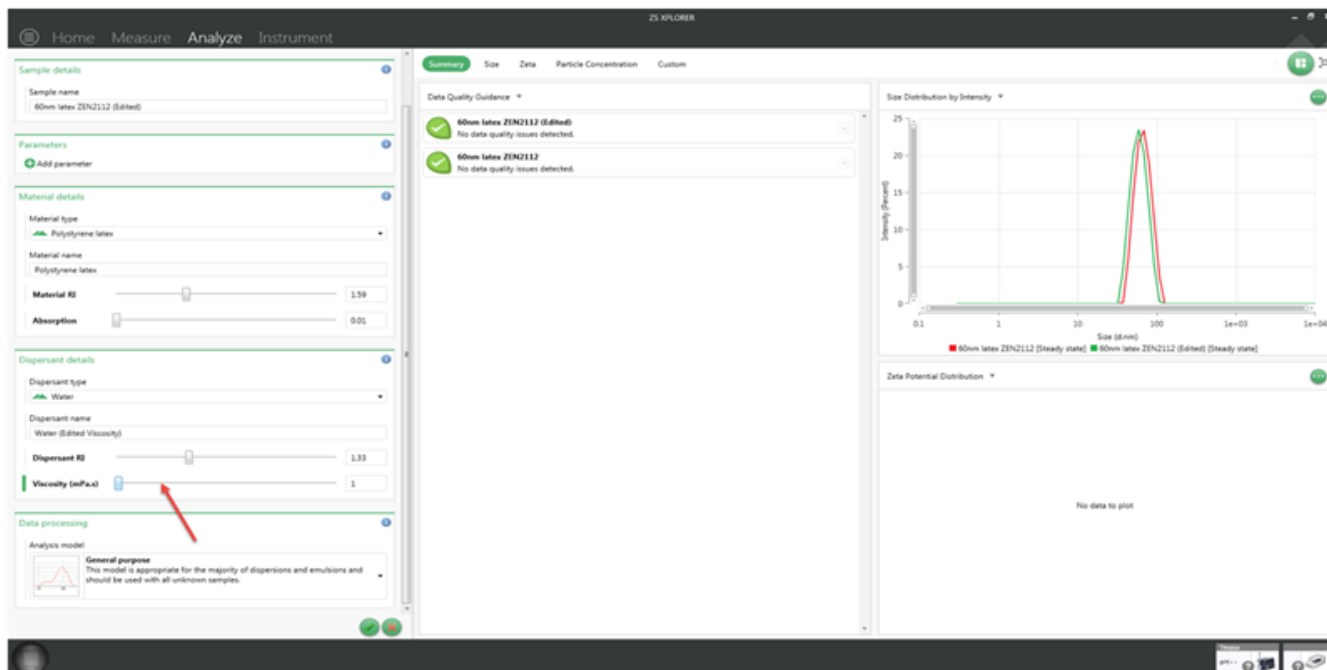 ZS XPLORER
Home Measure Analyze Instrument
Sample details
Sample name
60nm latex ZEN2112 (Edited)
Parameters
Add parameter
Material details
Material type
Polystyrene latex
Material name
Polystyrene latex
Material RI 1.59
Absorption 0.01
Dispersant details
Dispersant type
Water
Dispersant name
Water (Edited Viscosity)
Dispersant RI 1.33
Viscosity (mPa.s) 1
Data processing
Analysis model
General purpose
This model is appropriate for the majority of dispersions and emulsions and
should be used with all unknown samples.
Summary Size Zeta Particle Concentration Custom
Data Quality Guidance
60nm latex ZEN2112 (Edited)
No data quality issues detected.
60nm latex ZEN2112
No data quality issues detected.
Size Distribution by Intensity
25
20
15
10
5
0
Intensity (Percent)
0.1 1 10 100 1e+03 1e+04
Size (d.nm)
60nm latex ZEN2112 [Steady state] 60nm latex ZEN2112 (Edited) [Steady state]
Zeta Potential Distribution
No data to plot